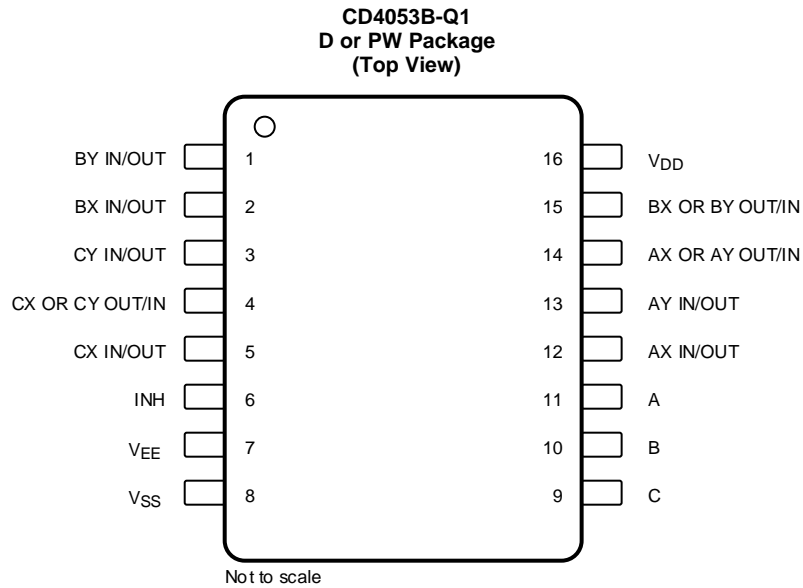 CD4053B-Q1
D or PW Package
(Top View)
BY IN/OUT 1 16 VDD
BX IN/OUT 2 15 BX OR BY OUT/IN
CY IN/OUT 3 14 AX OR AY OUT/IN
CX OR CY OUT/IN 4 13 AY IN/OUT
CX IN/OUT 5 12 AX IN/OUT
INH 6 11 A
VEE 7 10 B
VSS 8 9 C
Not to scale